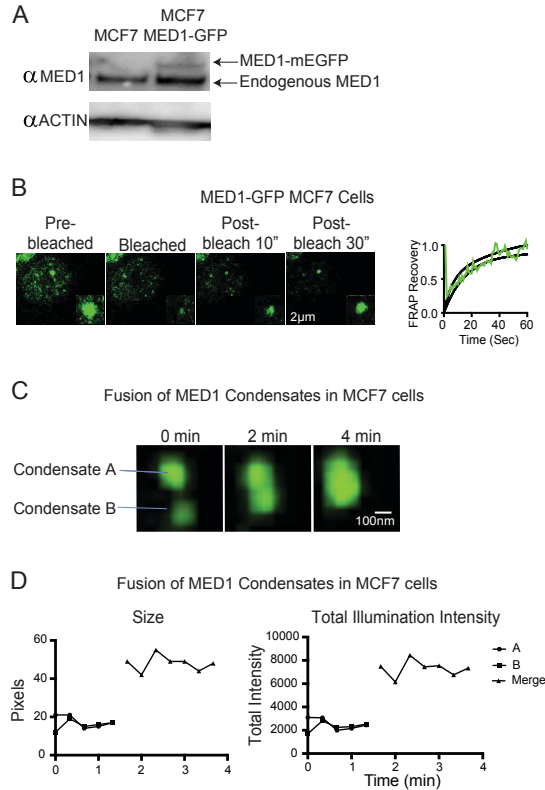 A
MCF7
MCF7
MED1-GFP
αMED1
MED1-mEGFP
Endogenous MED1
αACTIN
B
MED1-GFP MCF7 Cells
Pre-
bleached
Bleached
Post-
bleach 10”
Post-
bleach 30”
2μm
FRAP Recovery
1.0
0.5
0.0
0 20 40 60
Time (Sec)
C
Fusion of MED1 Condensates in MCF7 cells
0 min
2 min
4 min
Condensate A
Condensate B
100nm
D
Fusion of MED1 Condensates in MCF7 cells
Size
Pixels
60
40
20
0
0 1 2 3 4
Total Illumination Intensity
Total Intensity
10000
8000
6000
4000
2000
0
0 1 2 3 4
Time (min)
A
B
Merge